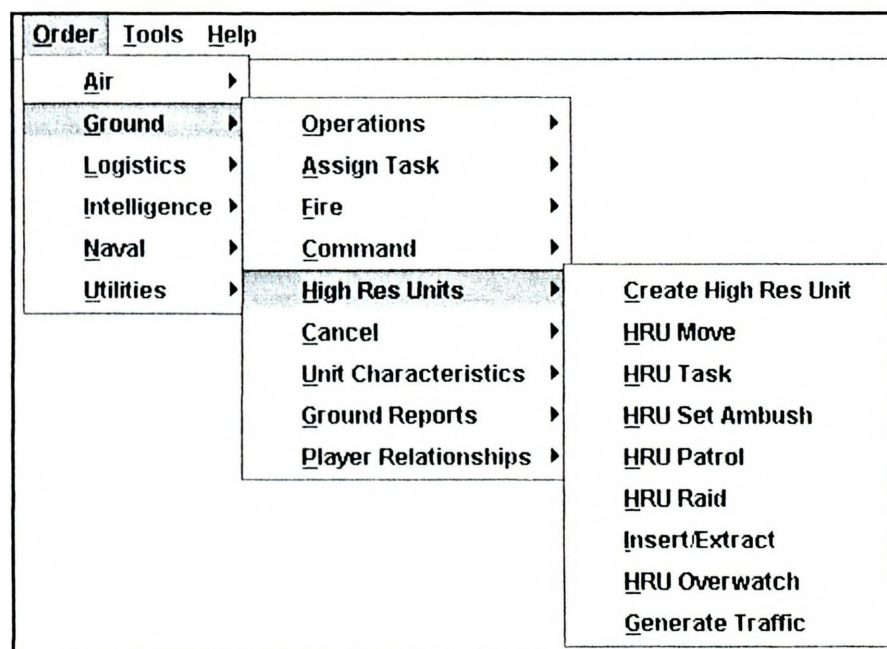 Order Tools Help
Air
Ground
Logistics
Intelligence
Naval
Utilities
Operations
Assign Task
Fire
Command
High Res Units
Cancel
Unit Characteristics
Ground Reports
Player Relationships
Create High Res Unit
HRU Move
HRU Task
HRU Set Ambush
HRU Patrol
HRU Raid
Insert/Extract
HRU Overwatch
Generate Traffic